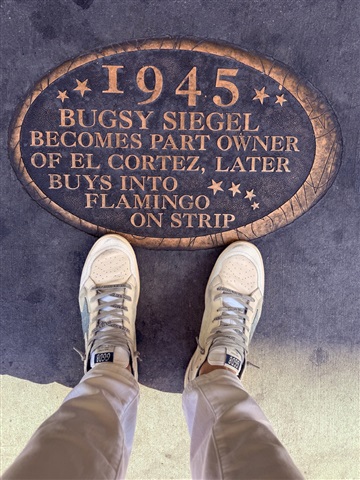 1945
BUGSY SIEGEL
BECOMES PART OWNER
OF EL CORTEZ, LATER
BUYS INTO
FLAMINGO
ON STRIP